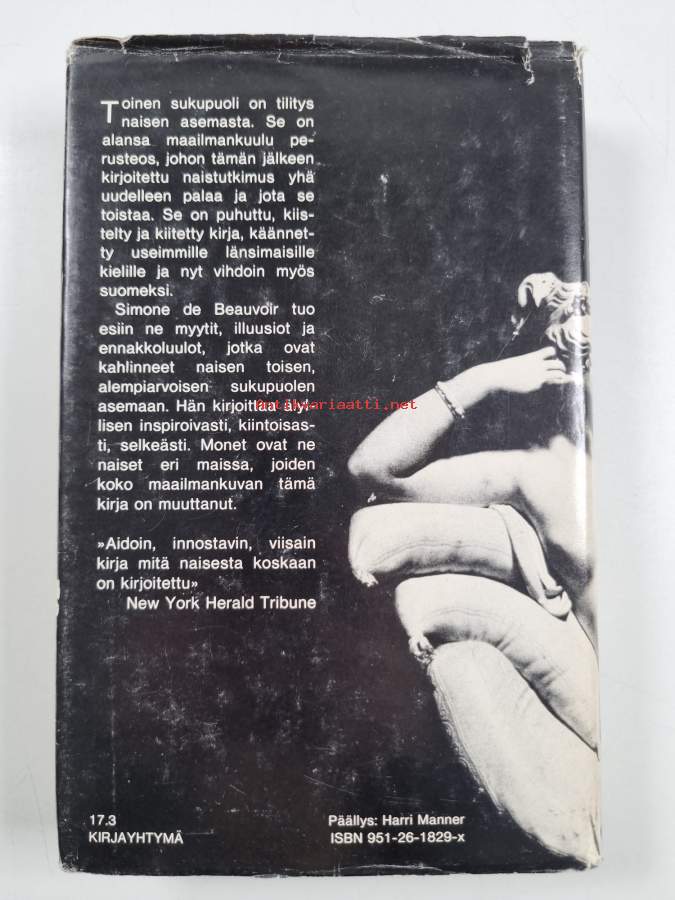 Toinen sukupuoli on tilitys
naisen asemasta. Se on
alansa maailmankuulu pe-
rusteos, johon tämän jälkeen
kirjoitettu naistutkimus yhä
uudelleen palaa ja jota se
toistaa. Se on puhuttu, kiis-
telty ja kiitetty kirja, käännet-
ty useimmille länsimaisille
kielille ja nyt vihdoin myös
suomeksi.
Simone de Beauvoir tuo
esiin ne myytit, illuusiot ja
ennakkoluulot, jotka ovat
kahlinneet naisen toisen,
alempiarvoisen sukupuolen
asemaan. Hän kirjoittaa älyl-
lisen inspiroivasti, kiintoisas-
ti, selkeästi. Monet ovat ne
naiset eri maissa, joiden
koko maailmankuvan tämä
kirja on muuttanut.
»Aidoin, innostavin, viisain
kirja mitä naisesta koskaan
on kirjoitettu»
New York Herald Tribune
Antikvariaatti.net
17.3
KIRJAYHTYMÄ
Päällys: Harri Manner
ISBN 951-26-1829-x